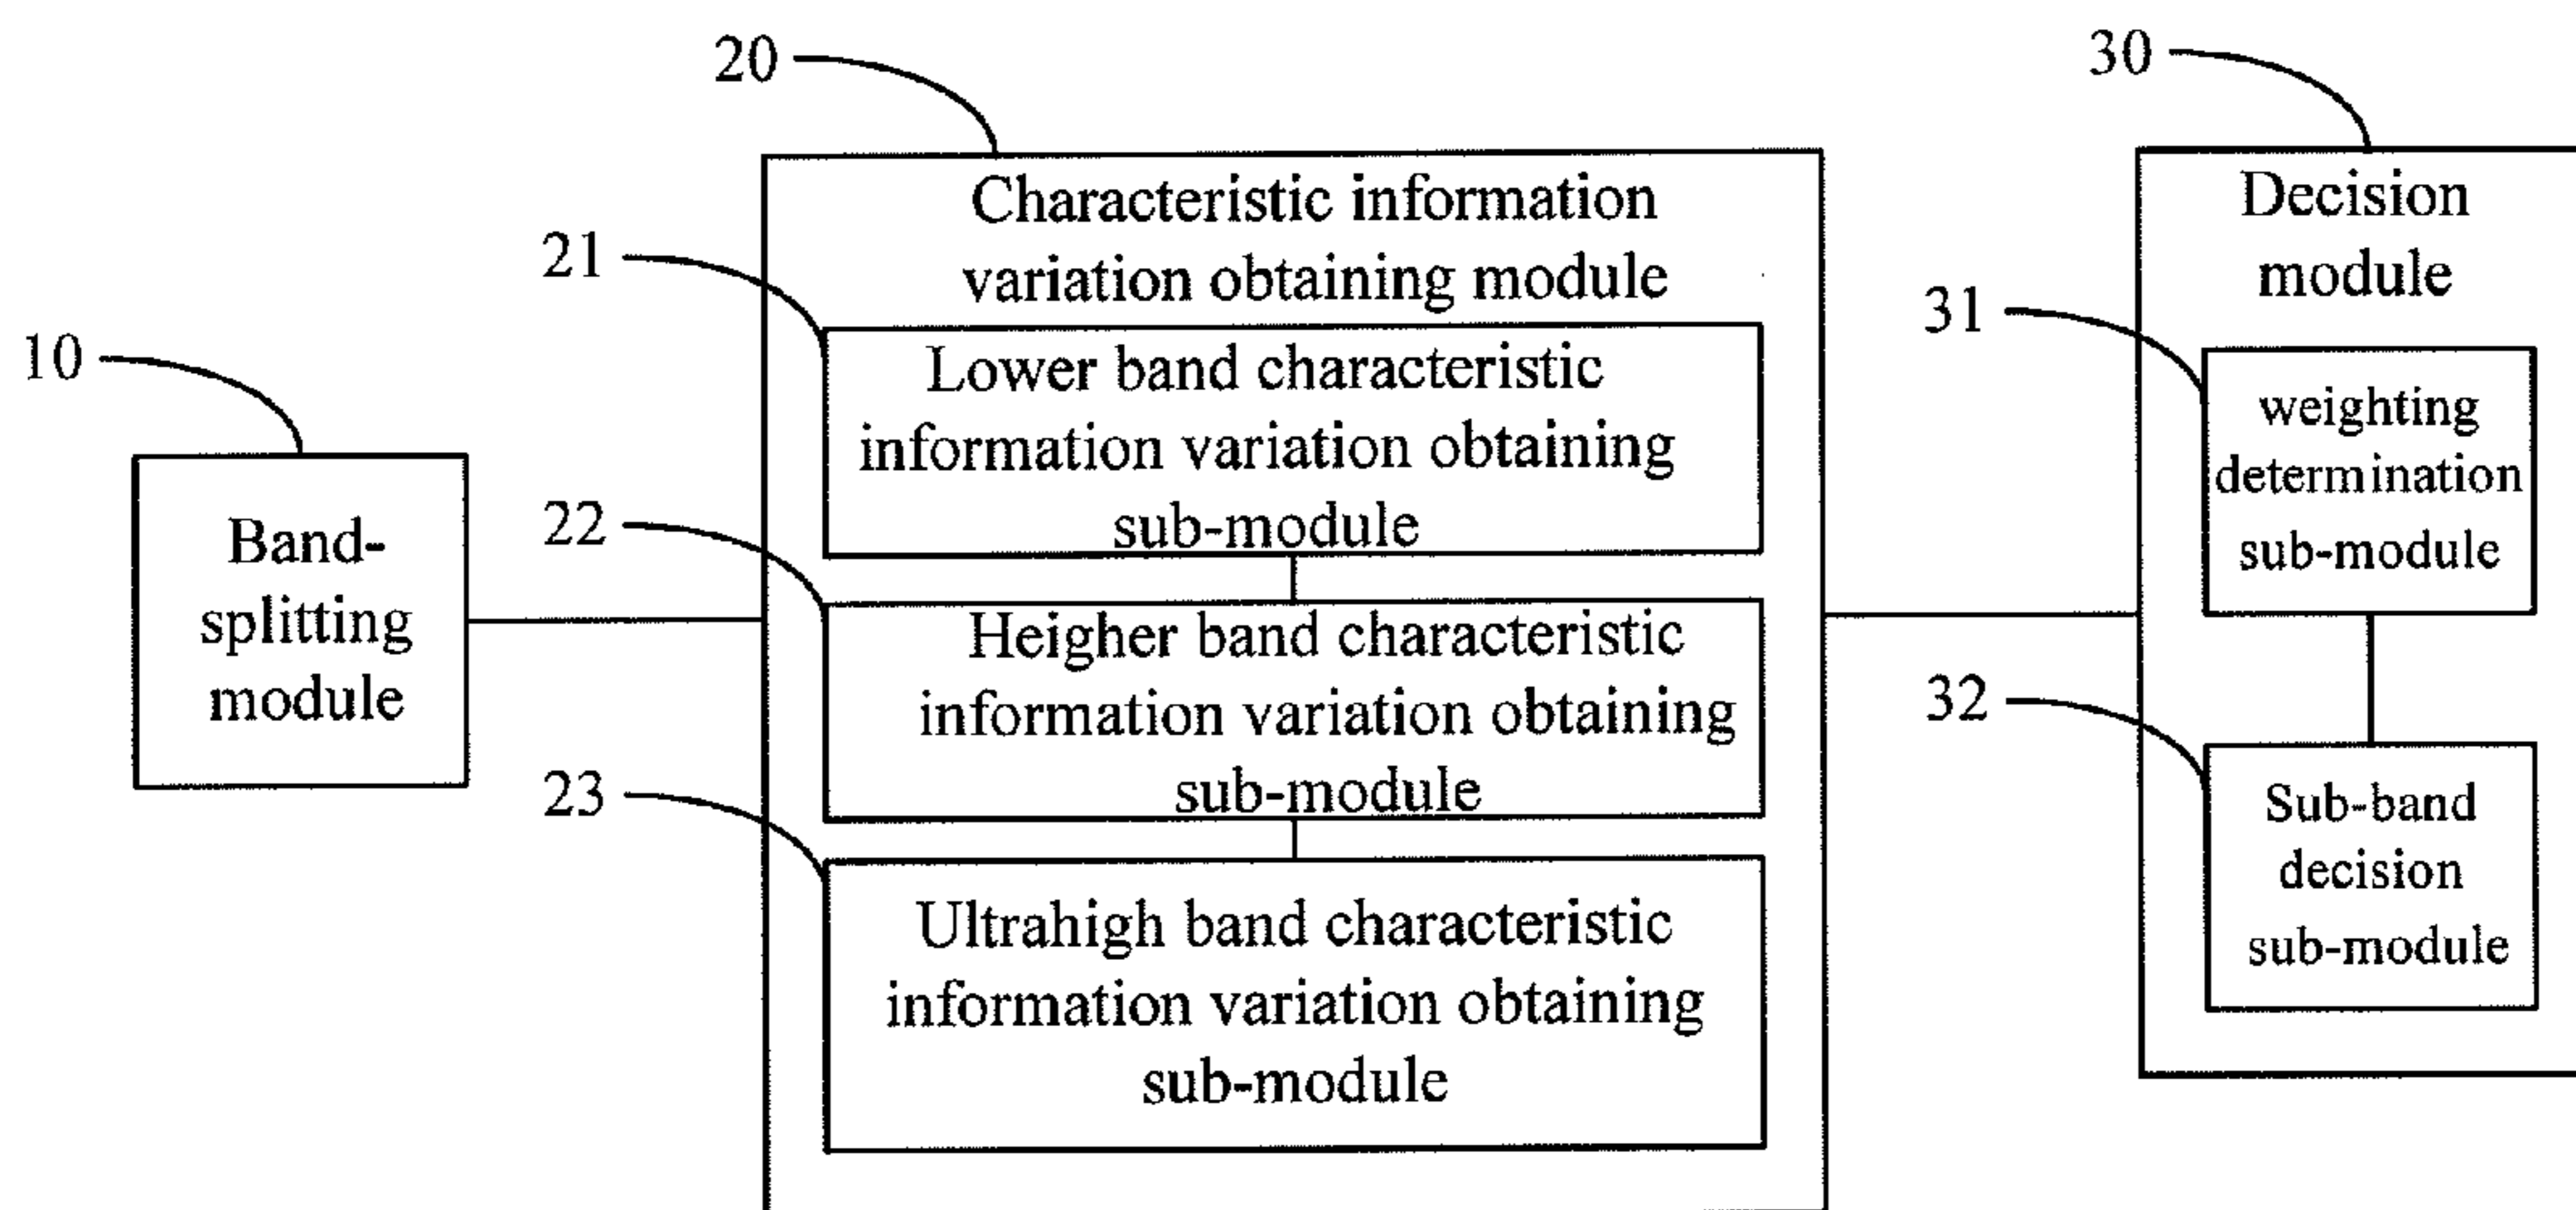 10
Band-
splitting
module
20
Characteristic information
variation obtaining module
21
Lower band characteristic
information variation obtaining
sub-module
22
Heigher band characteristic
information variation obtaining
sub-module
23
Ultrahigh band characteristic
information variation obtaining
sub-module
30
Decision
module
31
weighting
determination
sub-module
32
Sub-band
decision
sub-module